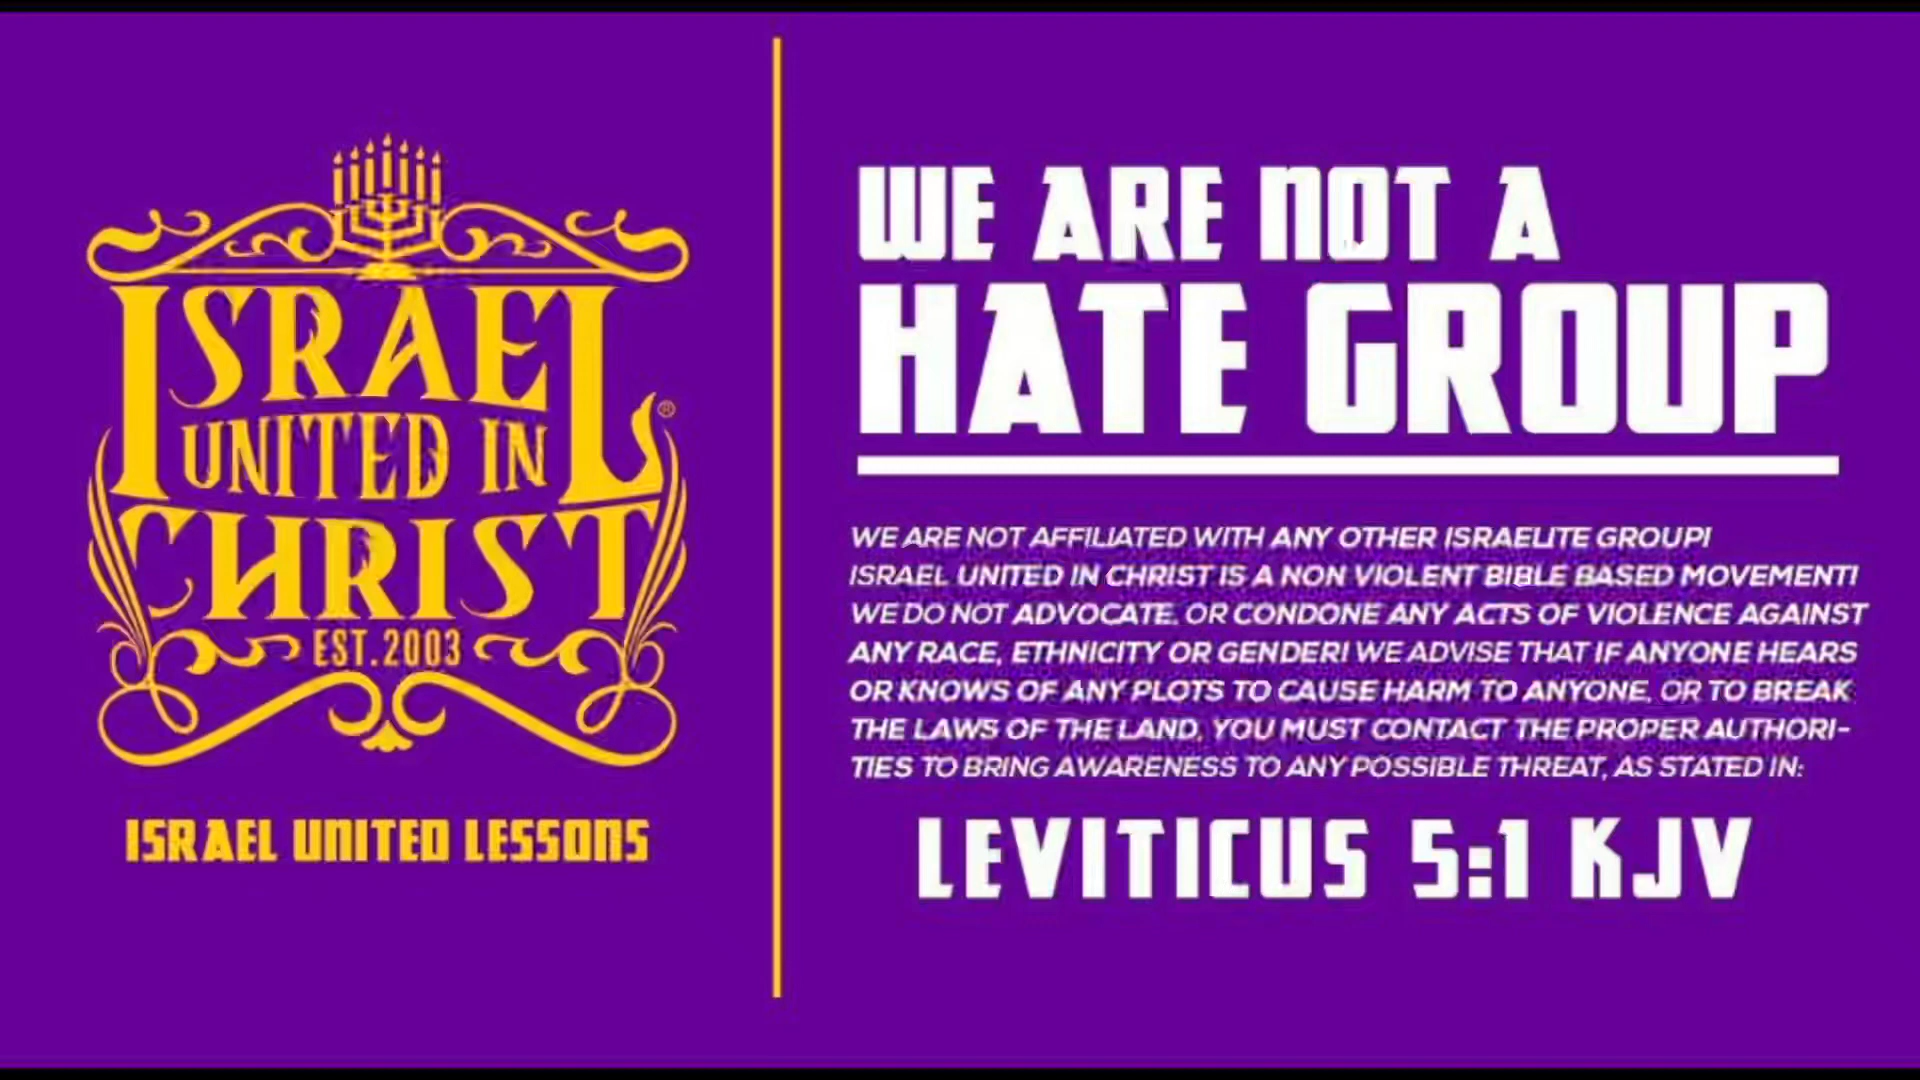 ISRAEL
UNITED IN
CHRIST
®
EST.2003
ISRAEL UNITED LESSONS
WE ARE NOT A
HATE GROUP
WE ARE NOT AFFILIATED WITH ANY OTHER ISRAELITE GROUP!
ISRAEL UNITED IN CHRIST IS A NON VIOLENT BIBLE BASED MOVEMENT!
WE DO NOT ADVOCATE, OR CONDONE ANY ACTS OF VIOLENCE AGAINST
ANY RACE, ETHNICITY OR GENDER! WE ADVISE THAT IF ANYONE HEARS
OR KNOWS OF ANY PLOTS TO CAUSE HARM TO ANYONE, OR TO BREAK
THE LAWS OF THE LAND, YOU MUST CONTACT THE PROPER AUTHORI-
TIES TO BRING AWARENESS TO ANY POSSIBLE THREAT, AS STATED IN:
LEVITICUS 5:1 KJV